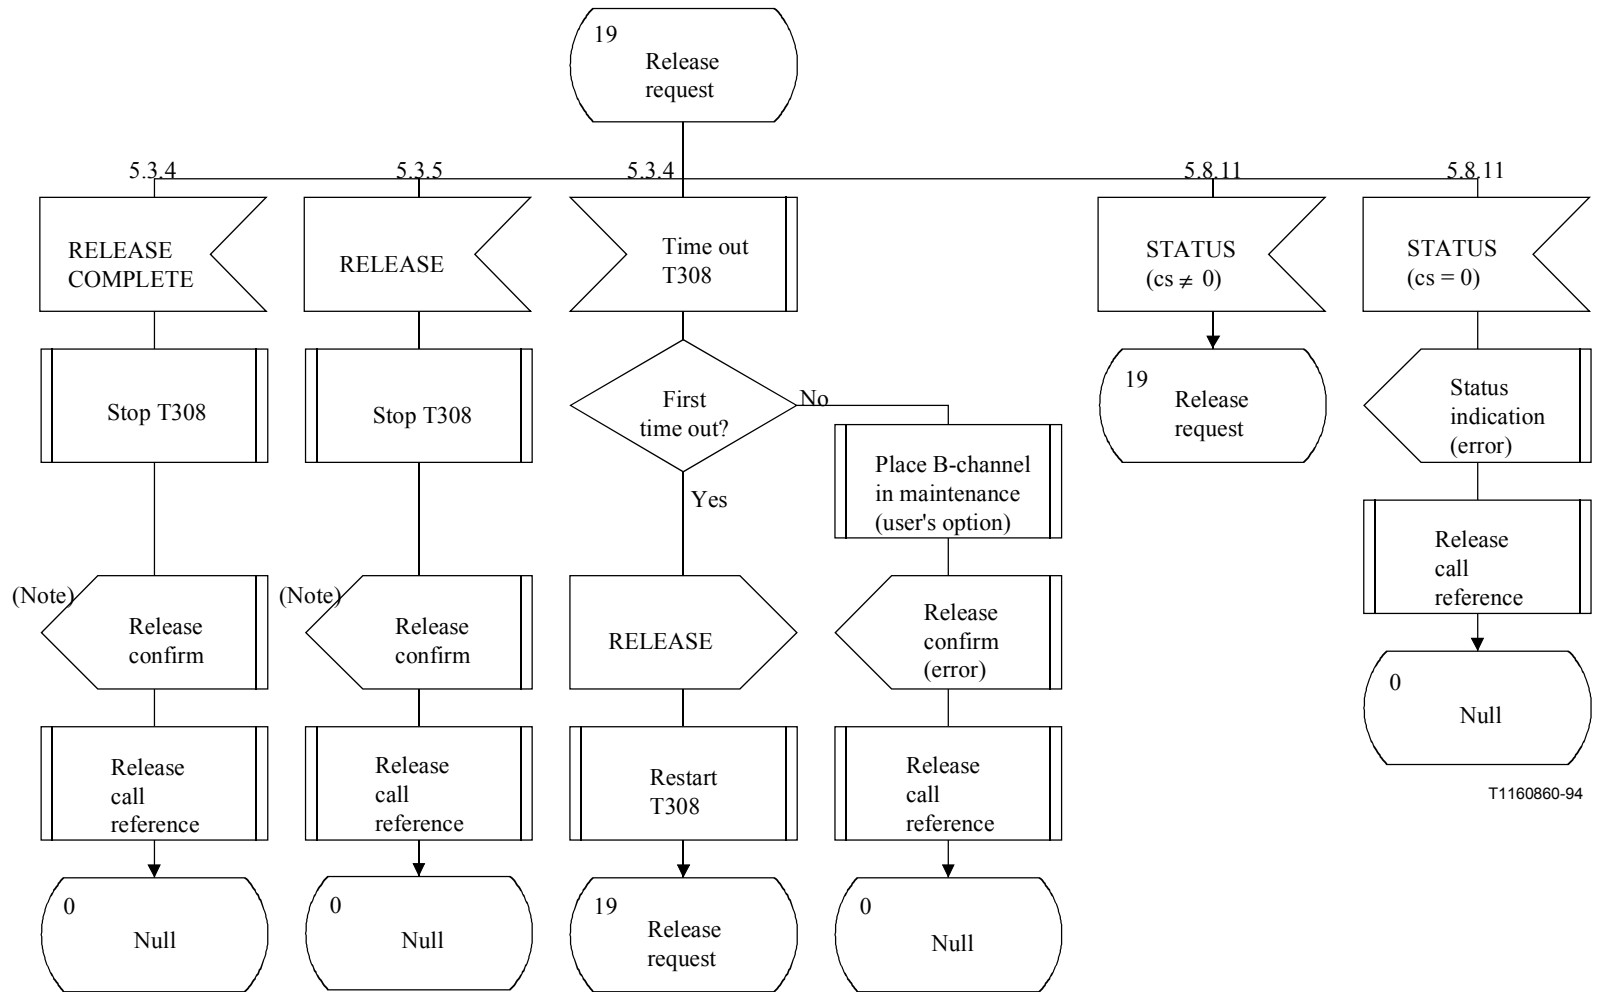 19
Release
request
5.3.4
5.3.5
5.3.4
5.8.11
5.8.11
RELEASE
COMPLETE
RELEASE
Time out
T308
STATUS
(cs ≠ 0)
STATUS
(cs = 0)
Stop T308
Stop T308
First
time out?
No
Yes
19
Release
request
Status
indication
(error)
Place B-channel
in maintenance
(user's option)
Release
call
reference
(Note)
Release
confirm
(Note)
Release
confirm
RELEASE
Release
confirm
(error)
0
Null
Release
call
reference
Release
call
reference
Restart
T308
Release
call
reference
T1160860-94
0
Null
0
Null
19
Release
request
0
Null